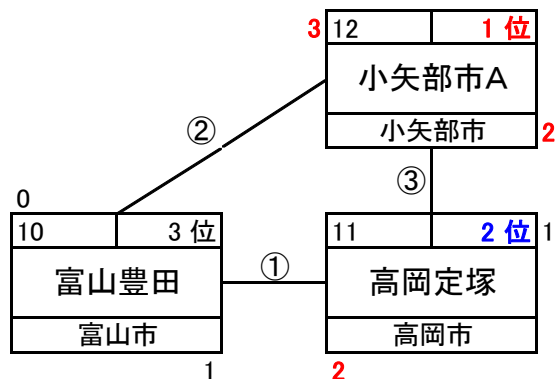 3 12 1 位
小矢部市A
小矢部市 2
②
③
0
10 3 位
富山豊田
富山市
1
①
11 2 位 1
高岡定塚
高岡市
2